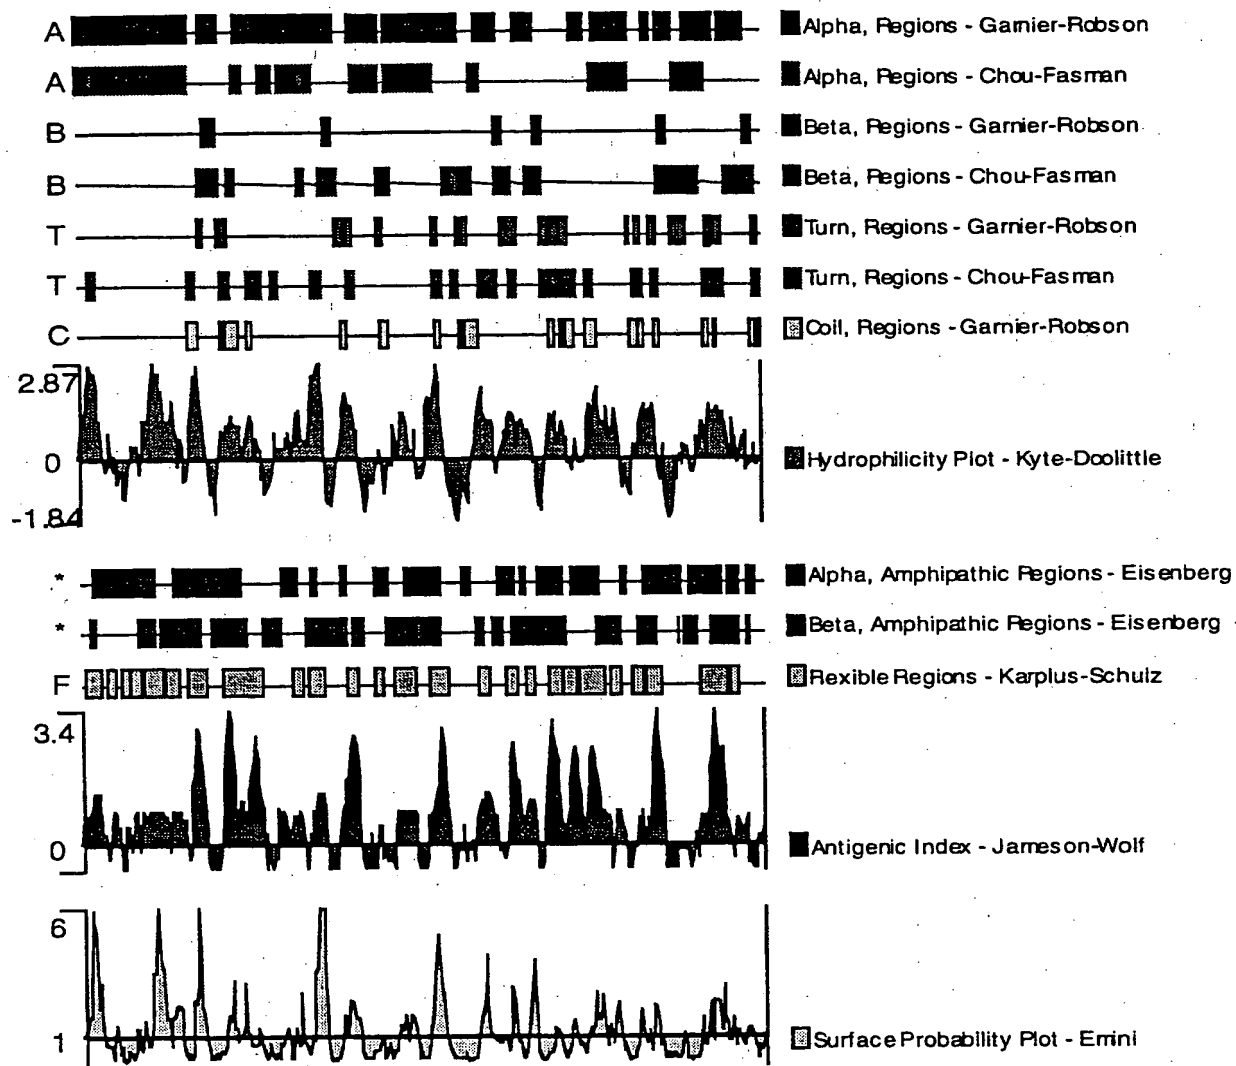 A Alpha, Regions - Garnier-Robson
A Alpha, Regions - Chou-Fasman
B Beta, Regions - Garnier-Robson
B Beta, Regions - Chou-Fasman
T Turn, Regions - Garnier-Robson
T Turn, Regions - Chou-Fasman
C Coil, Regions - Garnier-Robson
2.87
0 Hydrophilicity Plot - Kyte-Doolittle
-1.84
* Alpha, Amphipathic Regions - Eisenberg
* Beta, Amphipathic Regions - Eisenberg
F Flexible Regions - Karplus-Schulz
3.4
0 Antigenic Index - Jameson-Wolf
6
1 Surface Probability Plot - Emini